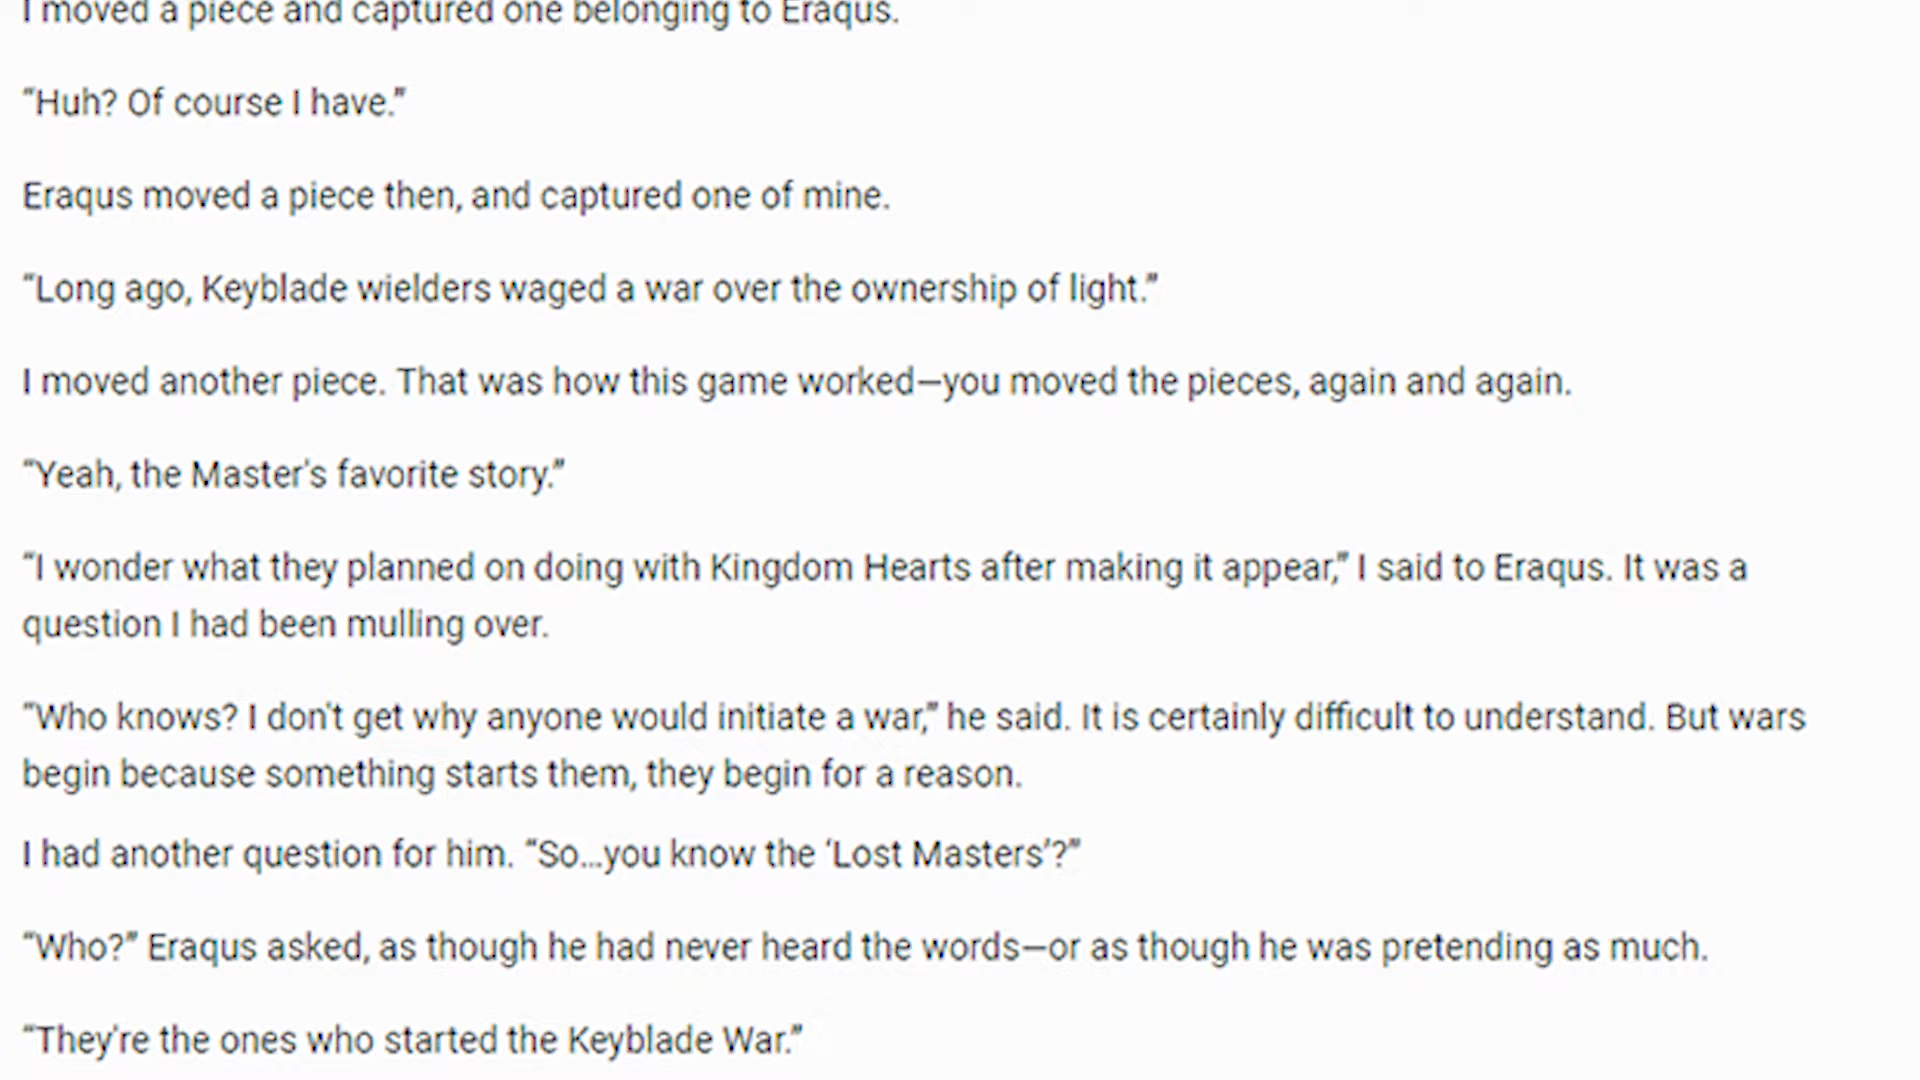 I moved a piece and captured one belonging to Eraqus.
“Huh? Of course I have.”
Eraqus moved a piece then, and captured one of mine.
“Long ago, Keyblade wielders waged a war over the ownership of light.”
I moved another piece. That was how this game worked—you moved the pieces, again and again.
“Yeah, the Master's favorite story.”
“I wonder what they planned on doing with Kingdom Hearts after making it appear,” I said to Eraqus. It was a
question I had been mulling over.
“Who knows? I don't get why anyone would initiate a war,” he said. It is certainly difficult to understand. But wars
begin because something starts them, they begin for a reason.
I had another question for him. “So...you know the ‘Lost Masters’?”
“Who?” Eraqus asked, as though he had never heard the words—or as though he was pretending as much.
“They're the ones who started the Keyblade War.”